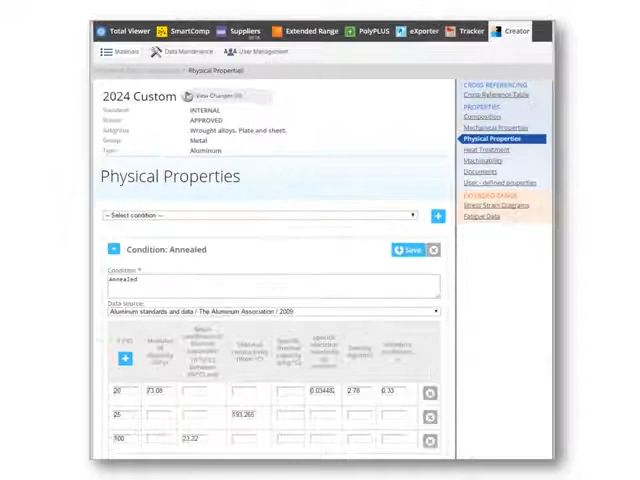 Total Viewer SmartComp Suppliers BETA Extended Range PolyPLUS eXporter Tracker Creator
Materials Data Maintenance User Management
Physical Properties
2024 Custom View Changes
Standard: INTERNAL
Status: APPROVED
Subgroup: Wrought alloys. Plate and sheet.
Group: Metal
Type: Aluminum
Physical Properties
-- Select condition ---
Condition: Annealed Save
Condition *
Annealed
Data source:
Aluminum standards and data / The Aluminum Association / 2009
20 73.08 2.78 0.33
25 193.265
100 23.22
CROSS REFERENCING
Cross-Reference Table
PROPERTIES
Composition
Mechanical Properties
Physical Properties
Heat Treatment
Machinability
Documents
User - defined properties
EXTENDED RANGE
Stress Strain Diagrams
Fatigue Data